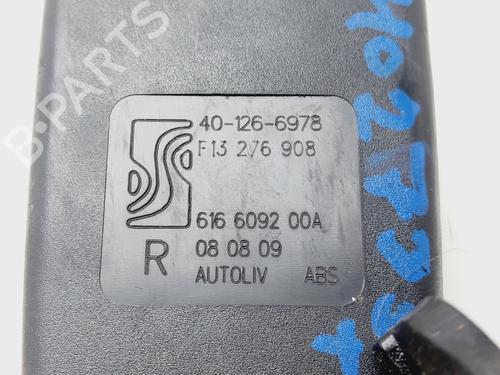 B-PARTS
40-126-6978
F13 276 908
616 6092 00A
R 08 08 09
AUTOLIV ABS